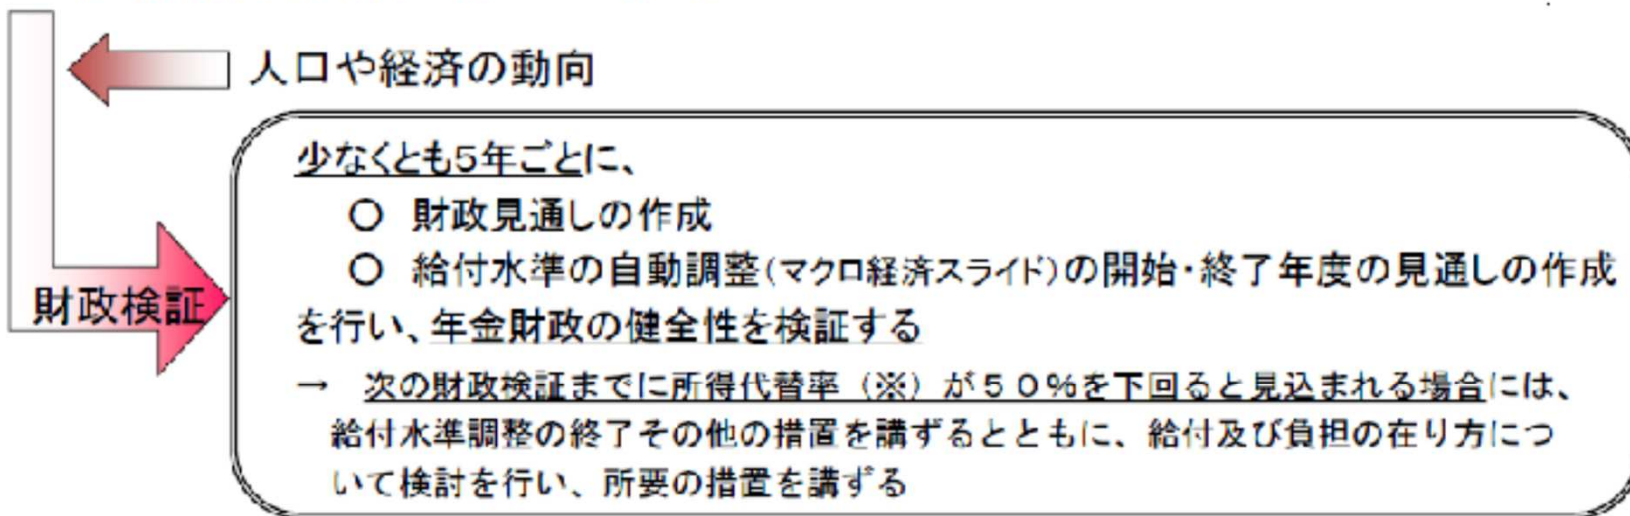 人口や経済の動向
少なくとも5年ごとに、
○ 財政見通しの作成
○ 給付水準の自動調整(マクロ経済スライド)の開始・終了年度の見通しの作成
を行い、年金財政の健全性を検証する
→ 次の財政検証までに所得代替率（※）が５０％を下回ると見込まれる場合には、
給付水準調整の終了その他の措置を講ずるとともに、給付及び負担の在り方につ
いて検討を行い、所要の措置を講ずる
財政検証